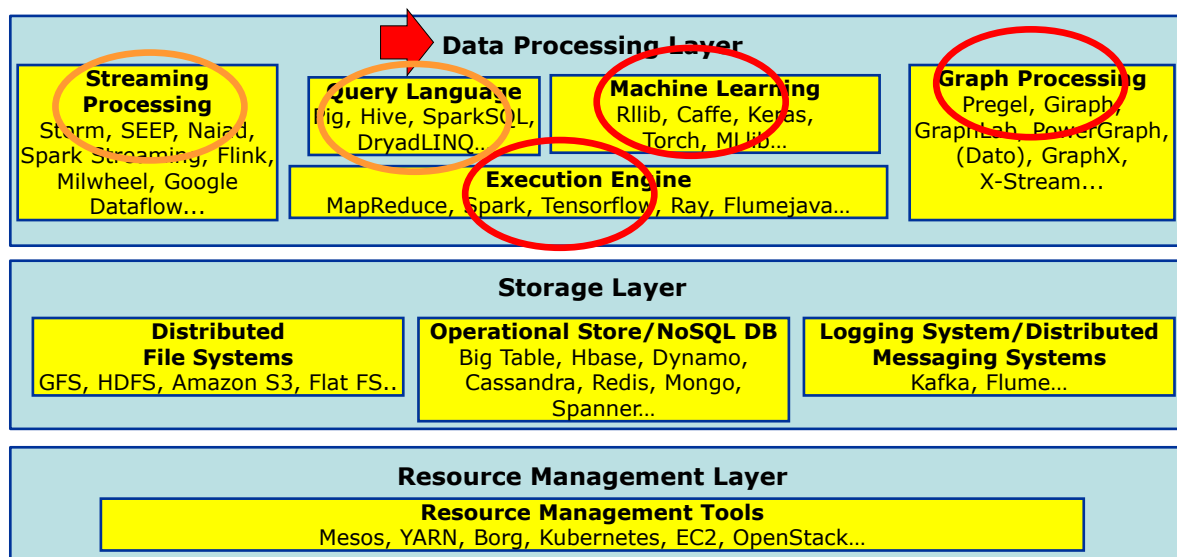 Data Processing Layer
Streaming
Processing
Storm, SEEP, Naiad,
Spark Streaming, Flink,
Milwheel, Google
Dataflow...
Query Language
Pig, Hive, SparkSQL,
DryadLINQ…
Machine Learning
Rllib, Caffe, Keras,
Torch, MLlib…
Execution Engine
MapReduce, Spark, Tensorflow, Ray, Flumejava…
Graph Processing
Pregel, Giraph,
GraphLab, PowerGraph,
(Dato), GraphX,
X-Stream...
Storage Layer
Distributed
File Systems
GFS, HDFS, Amazon S3, Flat FS..
Operational Store/NoSQL DB
Big Table, Hbase, Dynamo,
Cassandra, Redis, Mongo,
Spanner…
Logging System/Distributed
Messaging Systems
Kafka, Flume…
Resource Management Layer
Resource Management Tools
Mesos, YARN, Borg, Kubernetes, EC2, OpenStack…